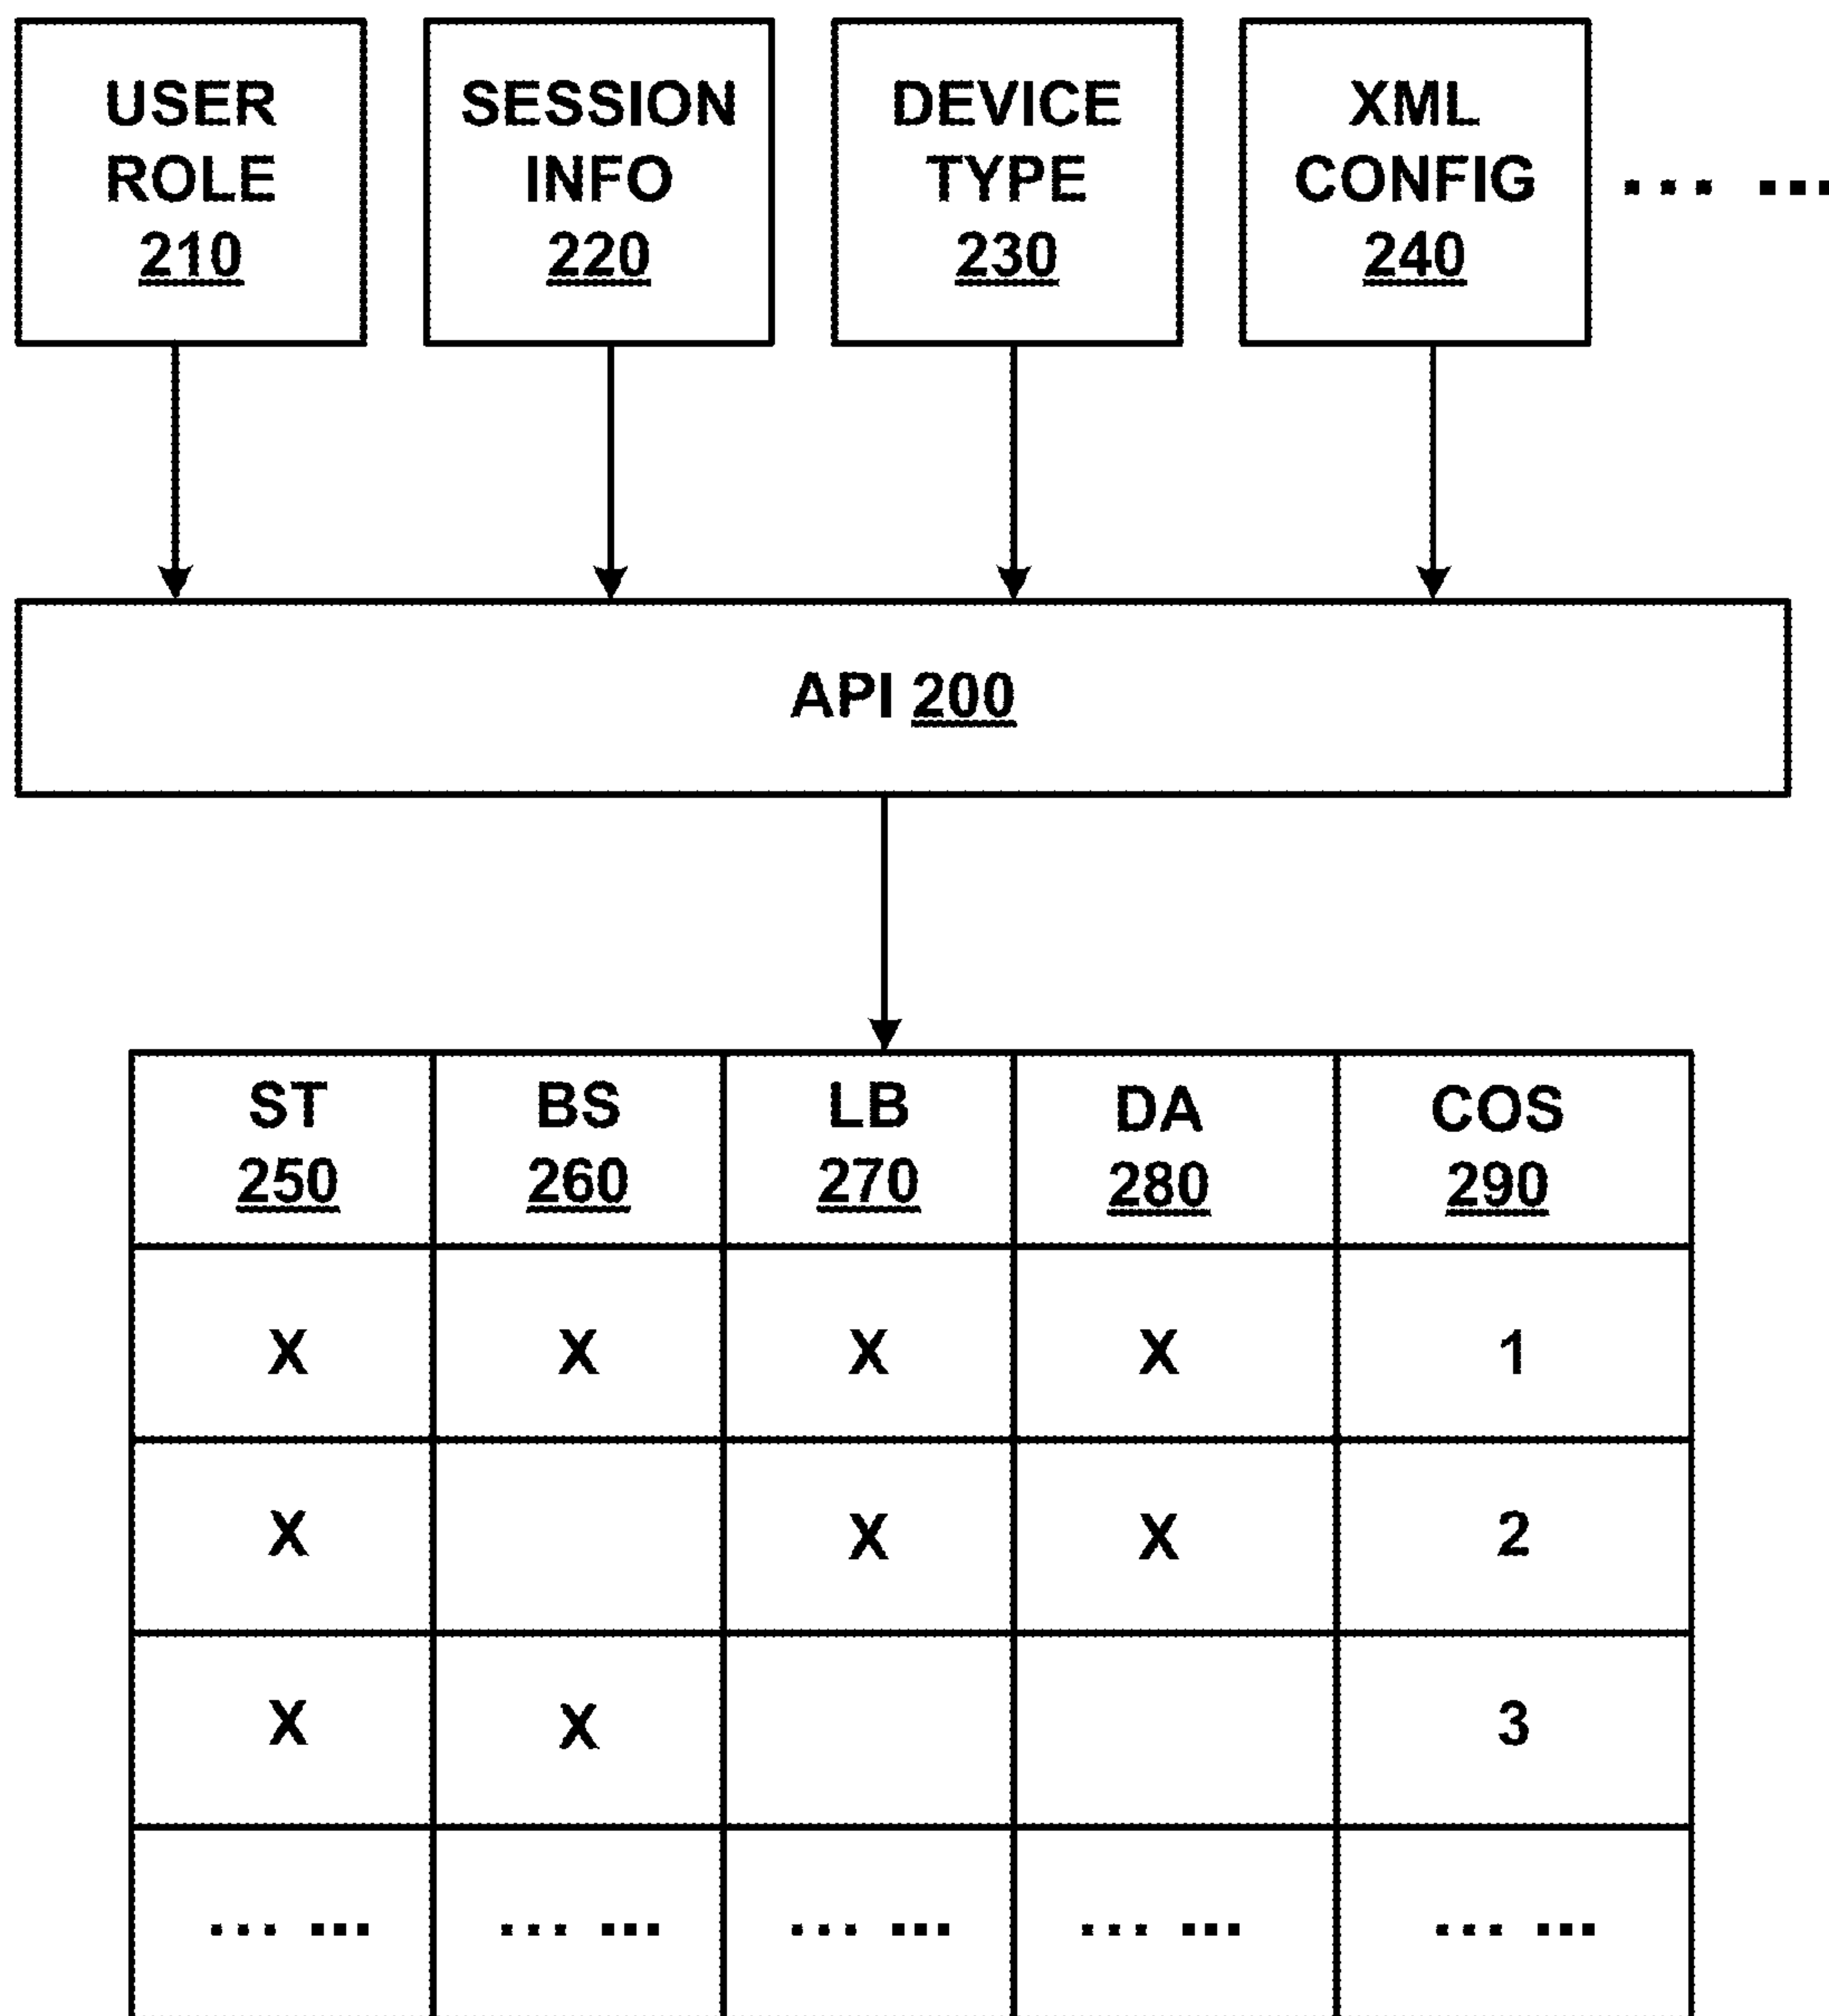 USER
ROLE
210
SESSION
INFO
220
DEVICE
TYPE
230
XML
CONFIG
240
... ...
API 200
ST
250
BS
260
LB
270
DA
280
COS
290
X X X X 1
X X X 2
X X 3
... ... ... ... ... ... ... ... ... ...